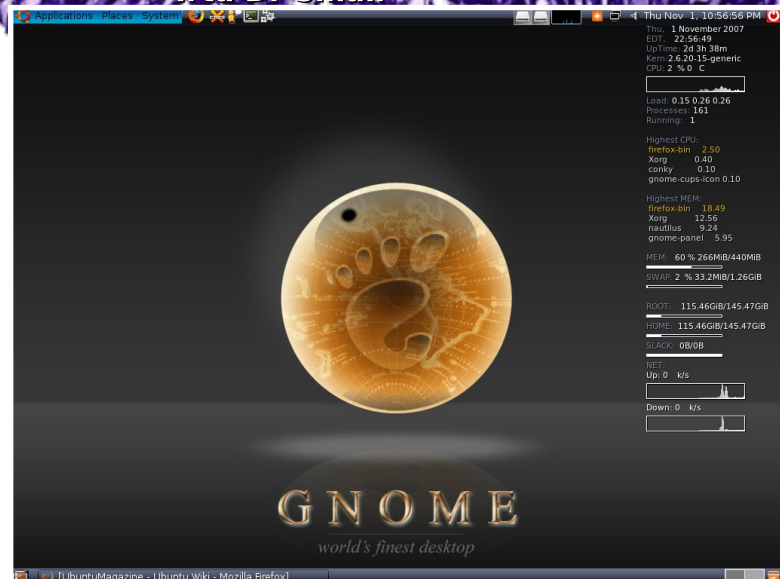 Applications Places System
Thu Nov 1, 10:56:56 PM
Thu, 1 November 2007
EDT. 22:56:49
UpTime: 2d 3h 38m
Kern:2.6.20-15-generic
CPU: 2 % 0 C
Load: 0.15 0.26 0.26
Processes: 161
Running: 1
Highest CPU:
firefox-bin 2.50
Xorg 0.40
conky 0.10
gnome-cups-icon 0.10
Highest MEM:
firefox-bin 18.49
Xorg 12.56
nautilus 9.24
gnome-panel 5.95
MEM: 60 % 266MiB/440MiB
SWAP: 2 % 33.2MiB/1.26GiB
ROOT: 115.46GiB/145.47GiB
HOME: 115.46GiB/145.47GiB
SLACK: 0B/0B
NET:
Up: 0 k/s
Down: 0 k/s
GNOME
world's finest desktop
[UbuntuMagazine - Ubuntu Wiki - Mozilla Firefox]